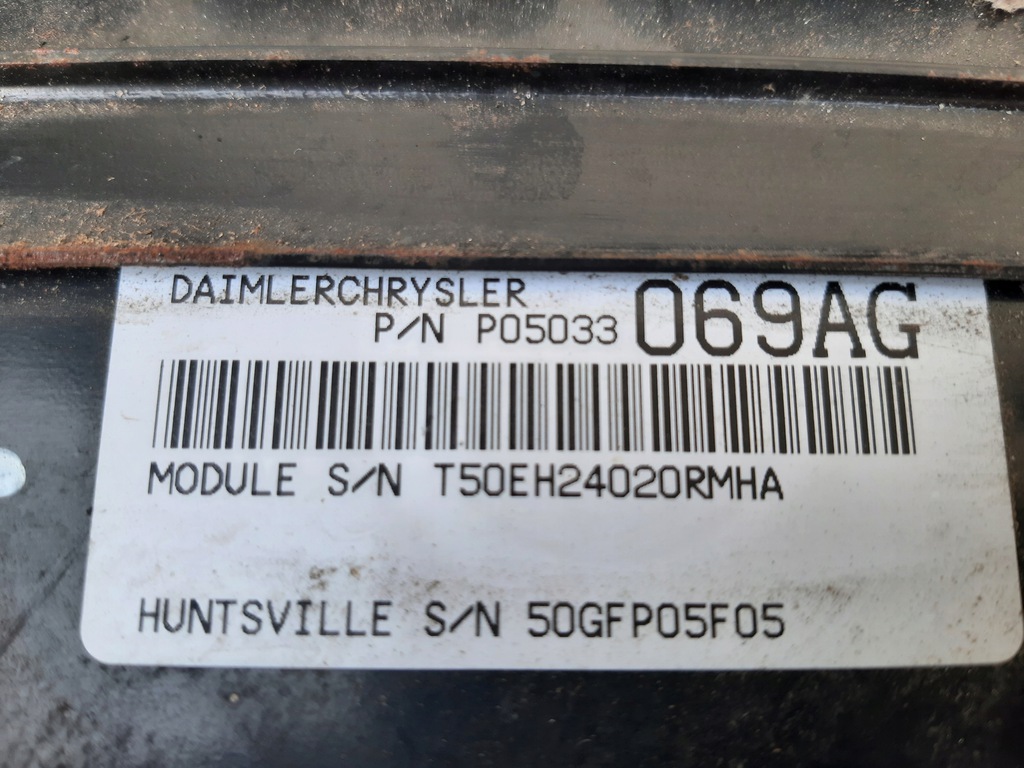 DAIMLERCHRYSLER
P/N P05033 069AG
MODULE S/N T50EH24020RMHA
HUNTSVILLE S/N 50GFP05F05